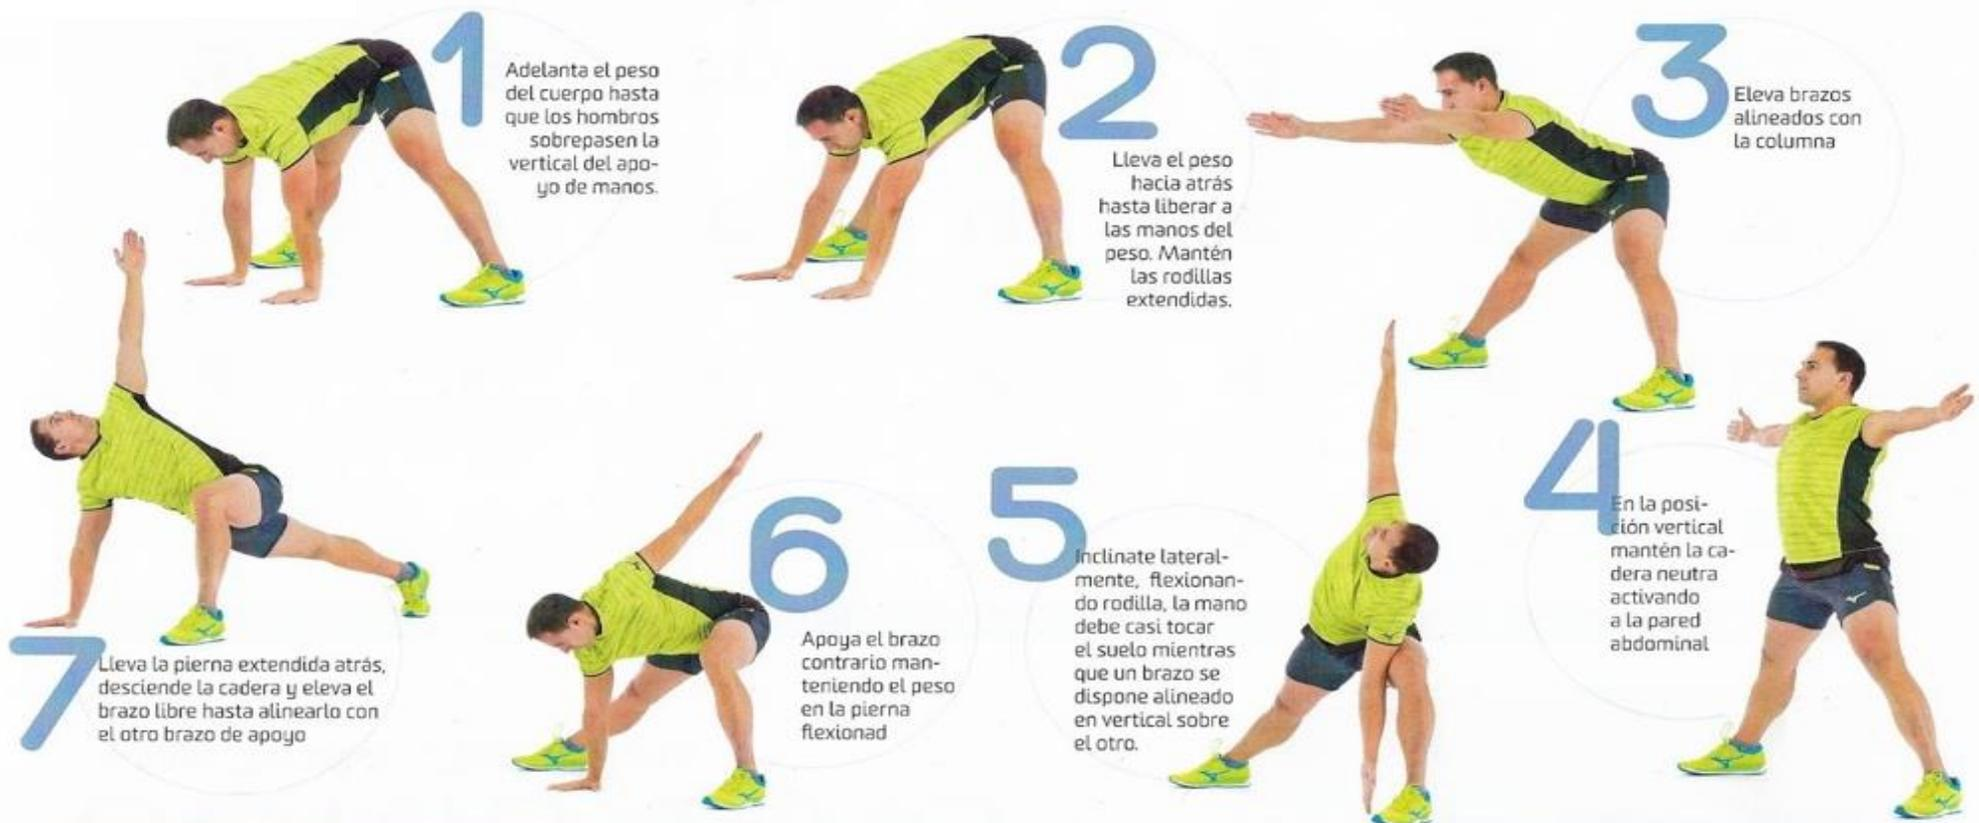 1
Adelanta el peso
del cuerpo hasta
que los hombros
sobrepasen la
vertical del apo-
yo de manos.
2
Lleva el peso
hacia atrás
hasta liberar a
las manos del
peso. Mantén
las rodillas
extendidas.
3
Eleva brazos
alineados con
la columna
4
En la posi-
ción vertical
mantén la ca-
dera neutra
activando
a la pared
abdominal
5
Inclínate lateral-
mente, flexionan-
do rodilla, la mano
debe casi tocar
el suelo mientras
que un brazo se
dispone alineado
en vertical sobre
el otro.
6
Apoya el brazo
contrario man-
teniendo el peso
en la pierna
flexionad
7
Lleva la pierna extendida atrás,
desciende la cadera y eleva el
brazo libre hasta alinearlo con
el otro brazo de apoyo